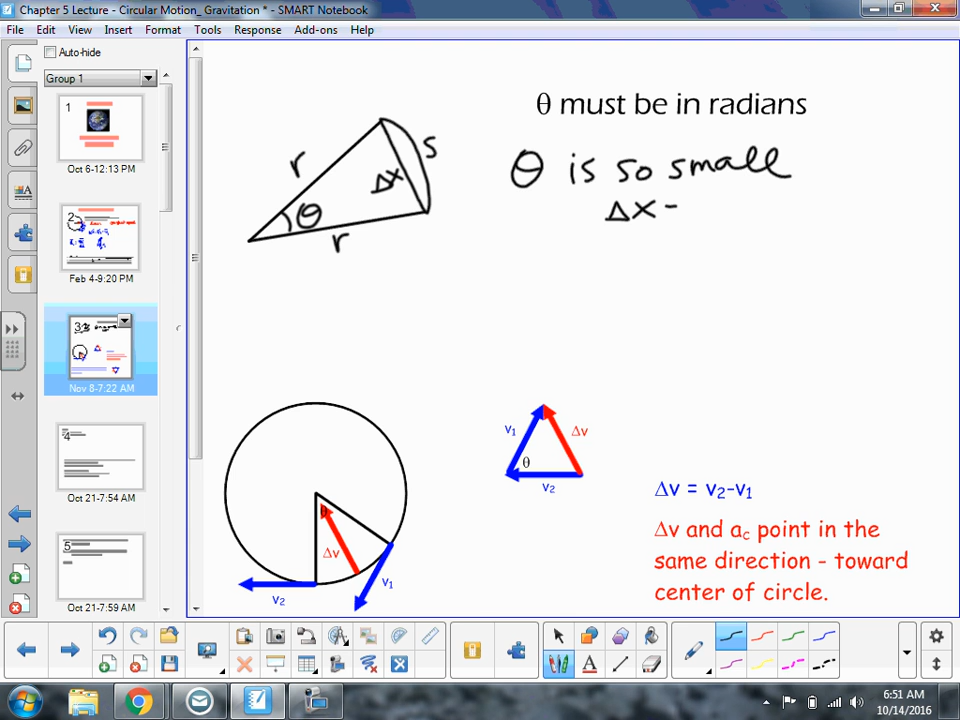 Chapter 5 Lecture - Circular Motion_ Gravitation * - SMART Notebook
File Edit View Insert Format Tools Response Add-ons Help
Auto-hide
Group 1
1
Oct 6-12:13 PM
2
Feb 4-9:20 PM
3
Nov 8-7:22 AM
4
Oct 21-7:54 AM
5
Oct 21-7:59 AM
θ must be in radians
θ is so small
Δx -
r
s
Δx
θ
r
θ
Δv
v₂
v₁
v₁
Δv
θ
v₂
Δv = v₂-v₁
Δv and a꜀ point in the
same direction - toward
center of circle.
6:51 AM
10/14/2016